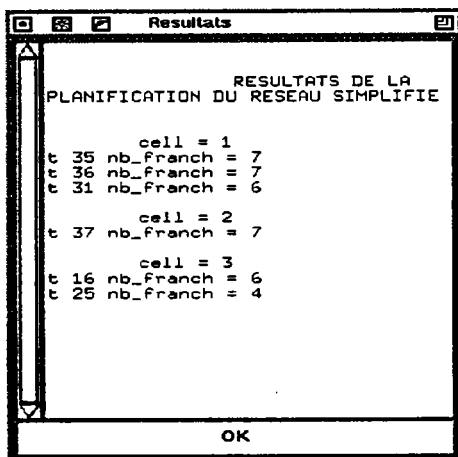 Resultats
RESULTATS DE LA
PLANIFICATION DU RESEAU SIMPLIFIE
cell = 1
t 35 nb_franch = 7
t 36 nb_franch = 7
t 31 nb_franch = 6
cell = 2
t 37 nb_franch = 7
cell = 3
t 16 nb_franch = 6
t 25 nb_franch = 4
OK